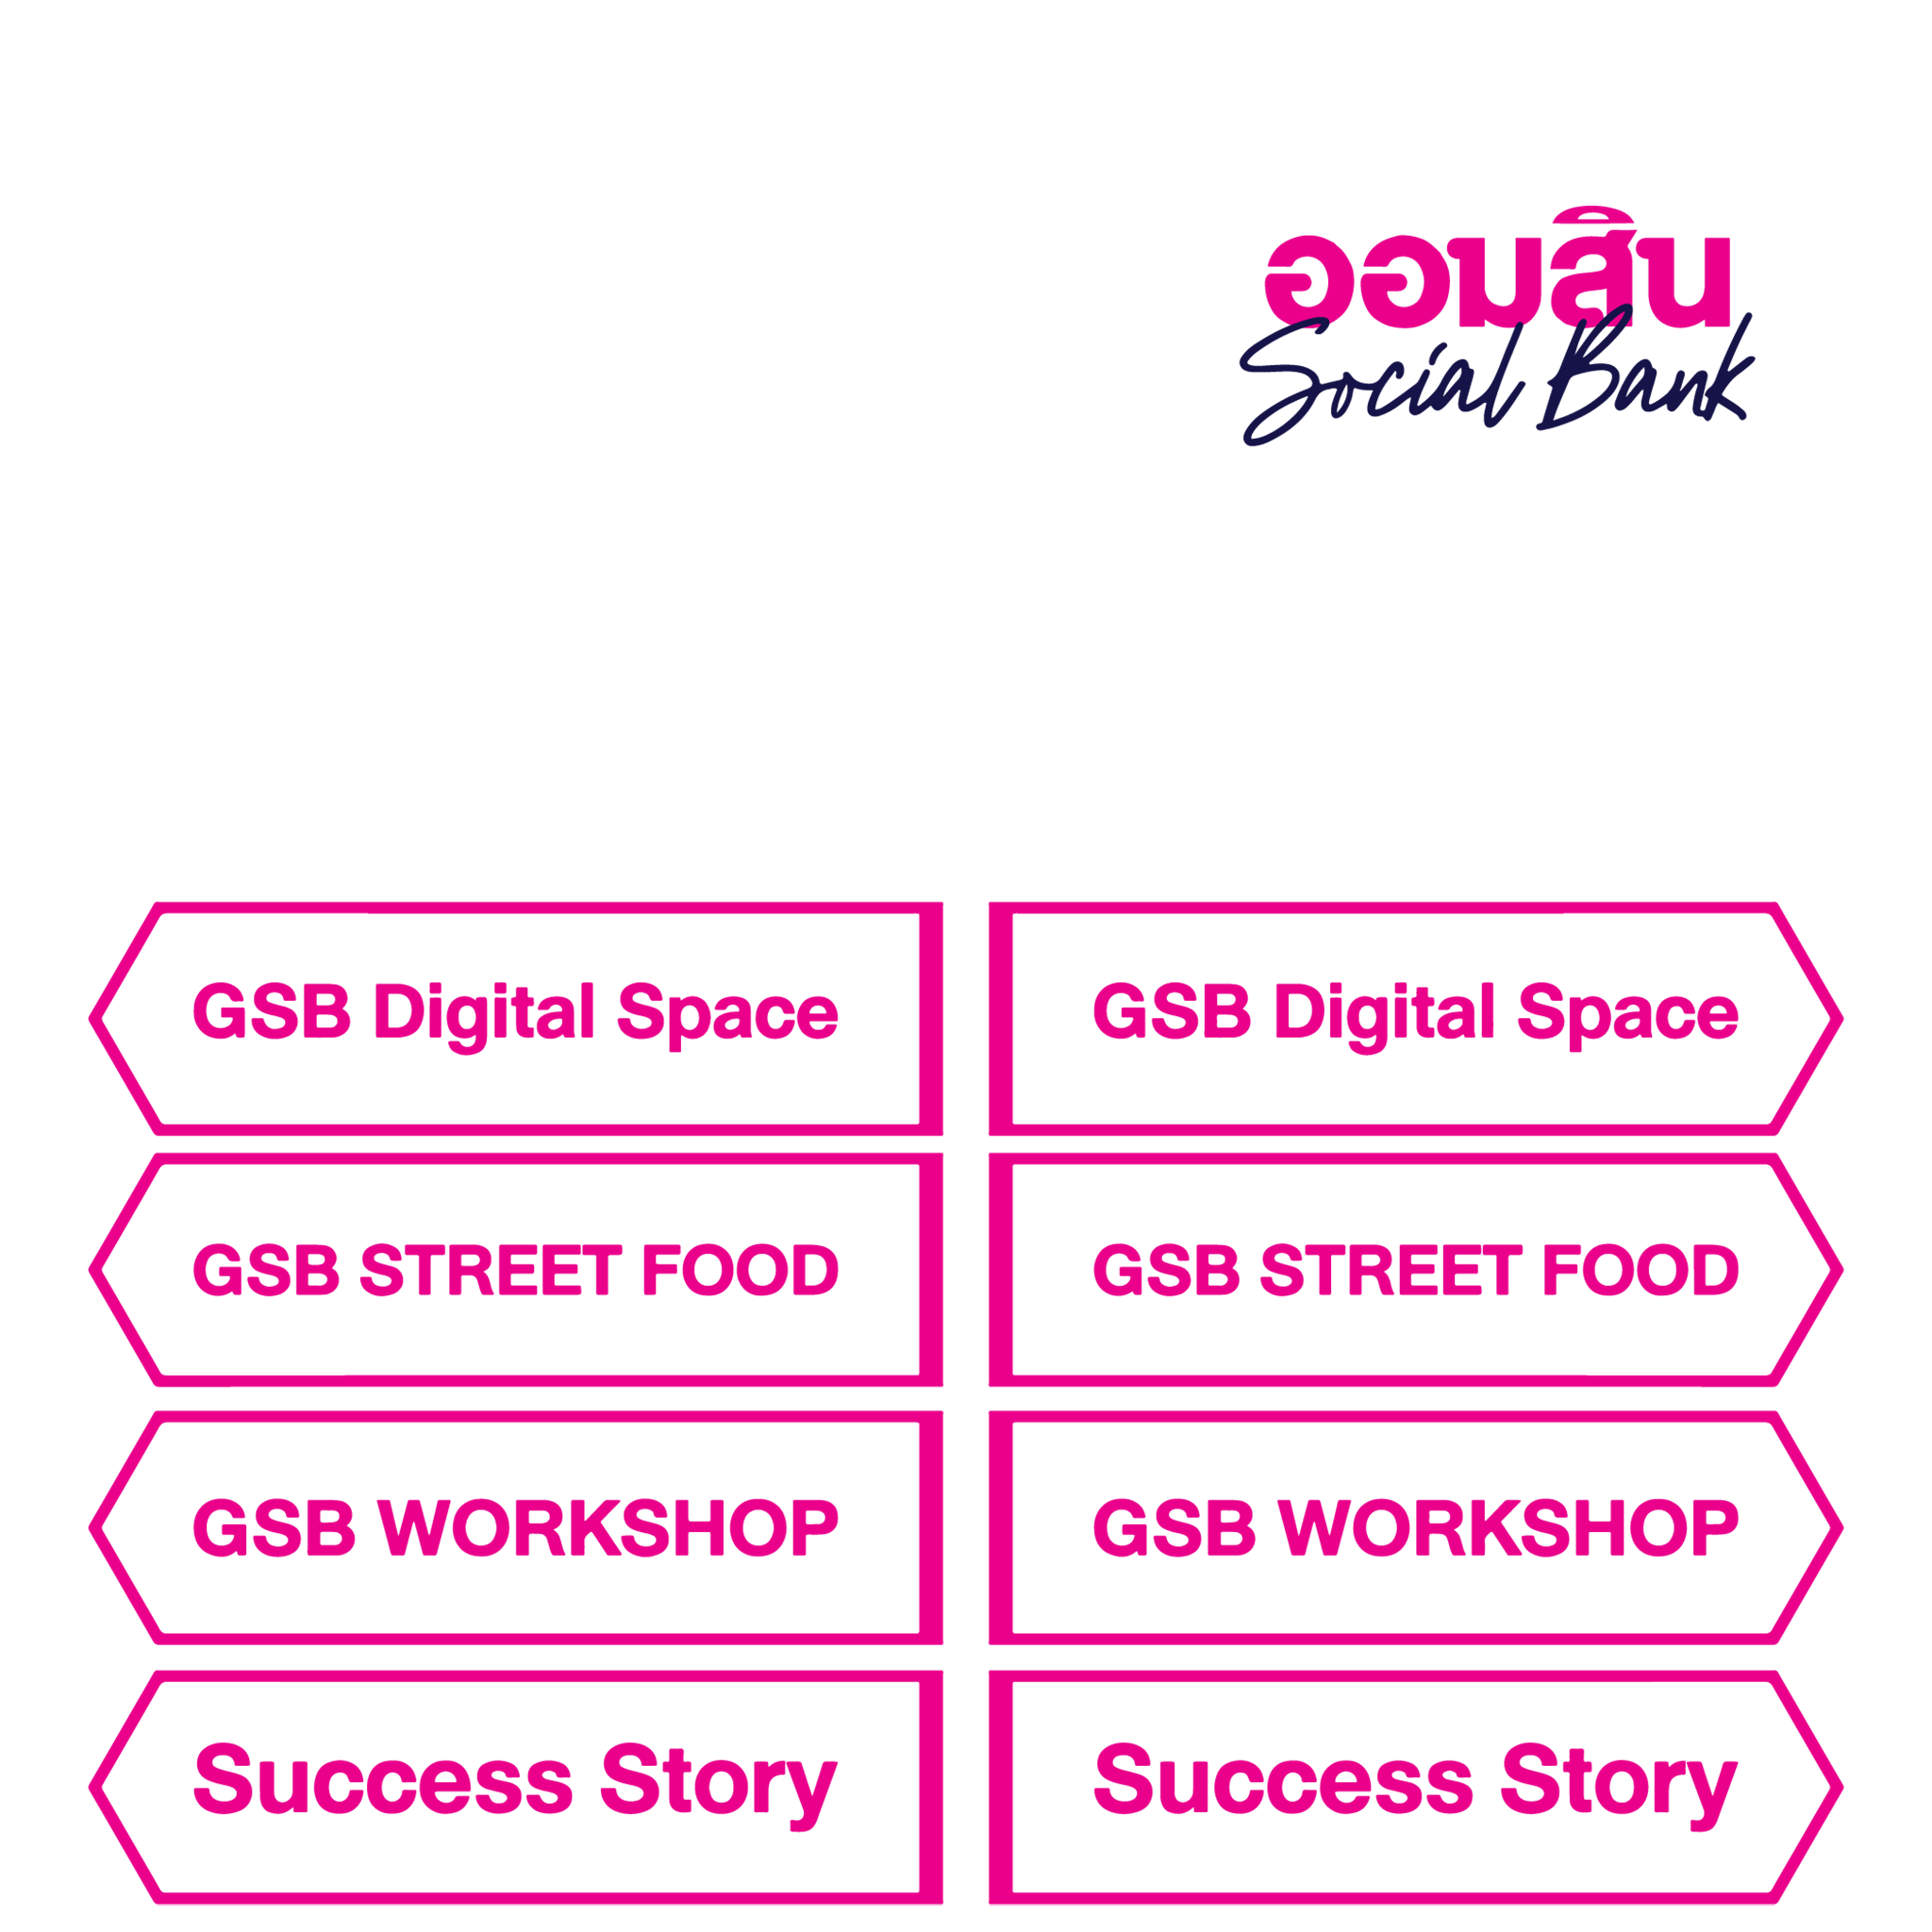 ออมสิน
Social Bank
GSB Digital Space
GSB Digital Space
GSB STREET FOOD
GSB STREET FOOD
GSB WORKSHOP
GSB WORKSHOP
Success Story
Success Story